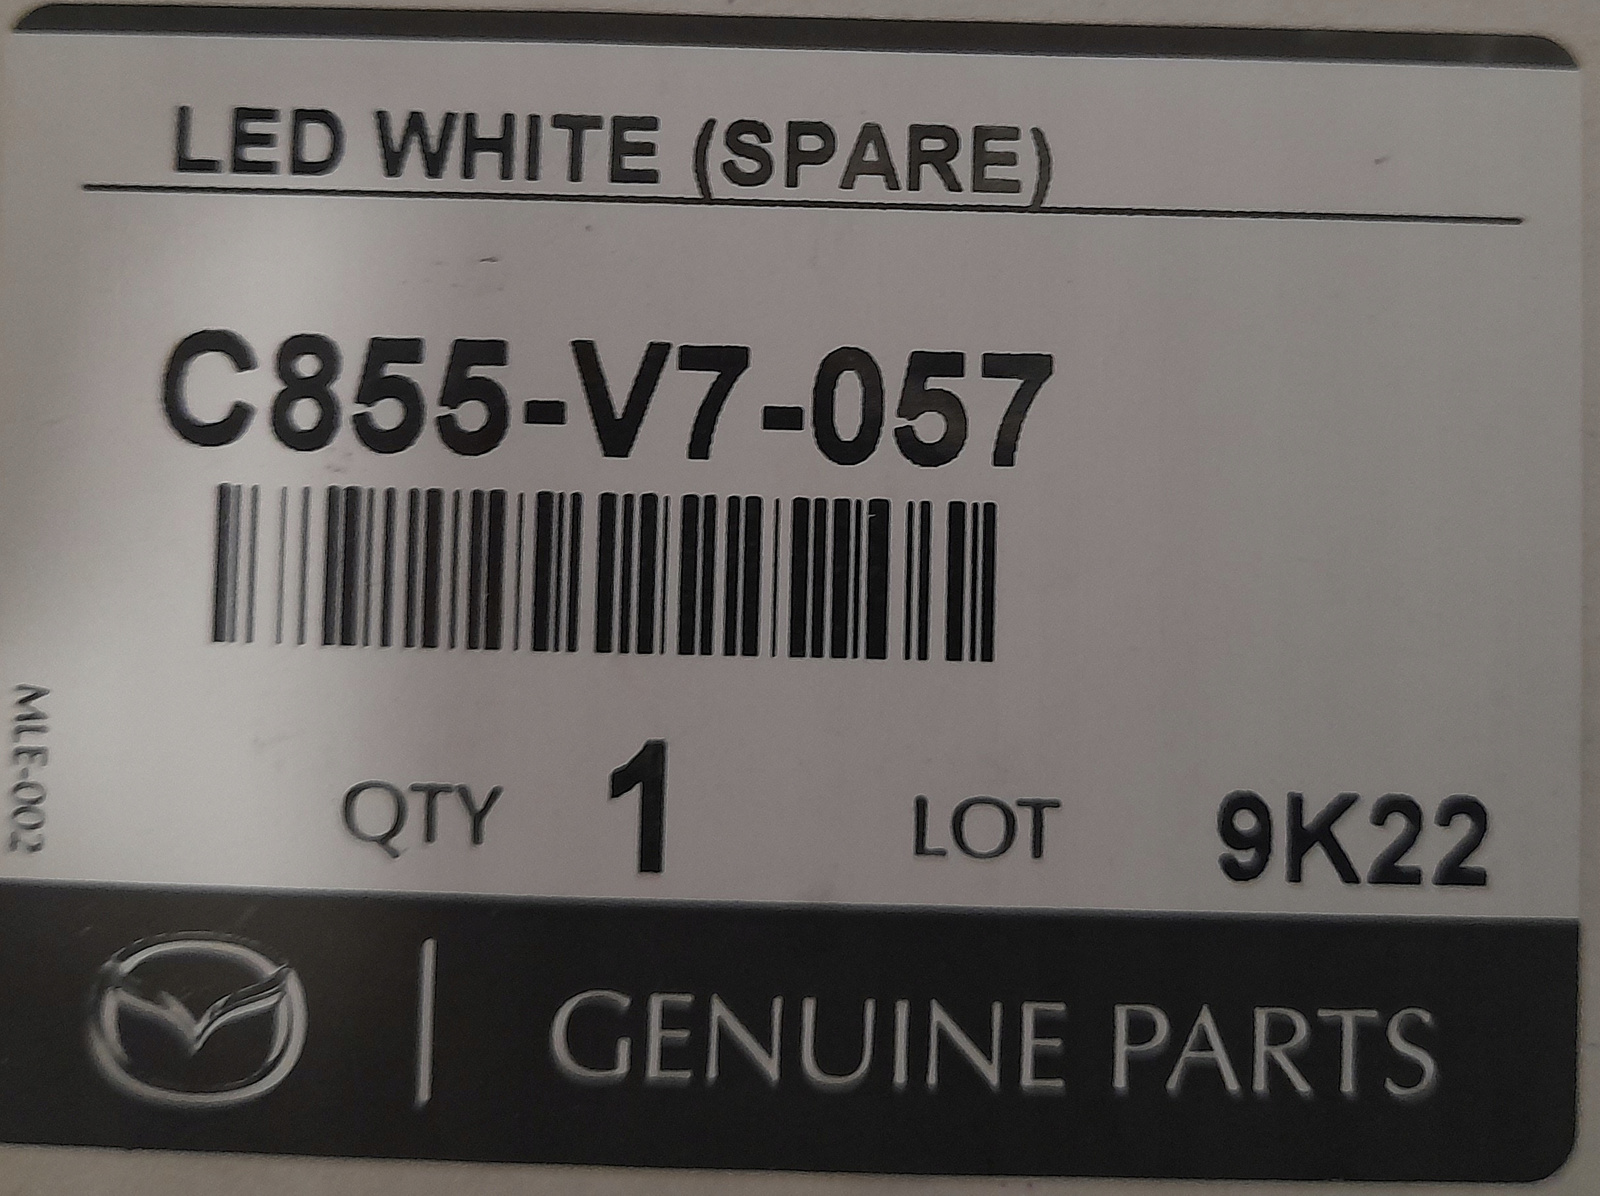 LED WHITE (SPARE)
C855-V7-057
MLE-002
QTY 1 LOT 9K22
GENUINE PARTS